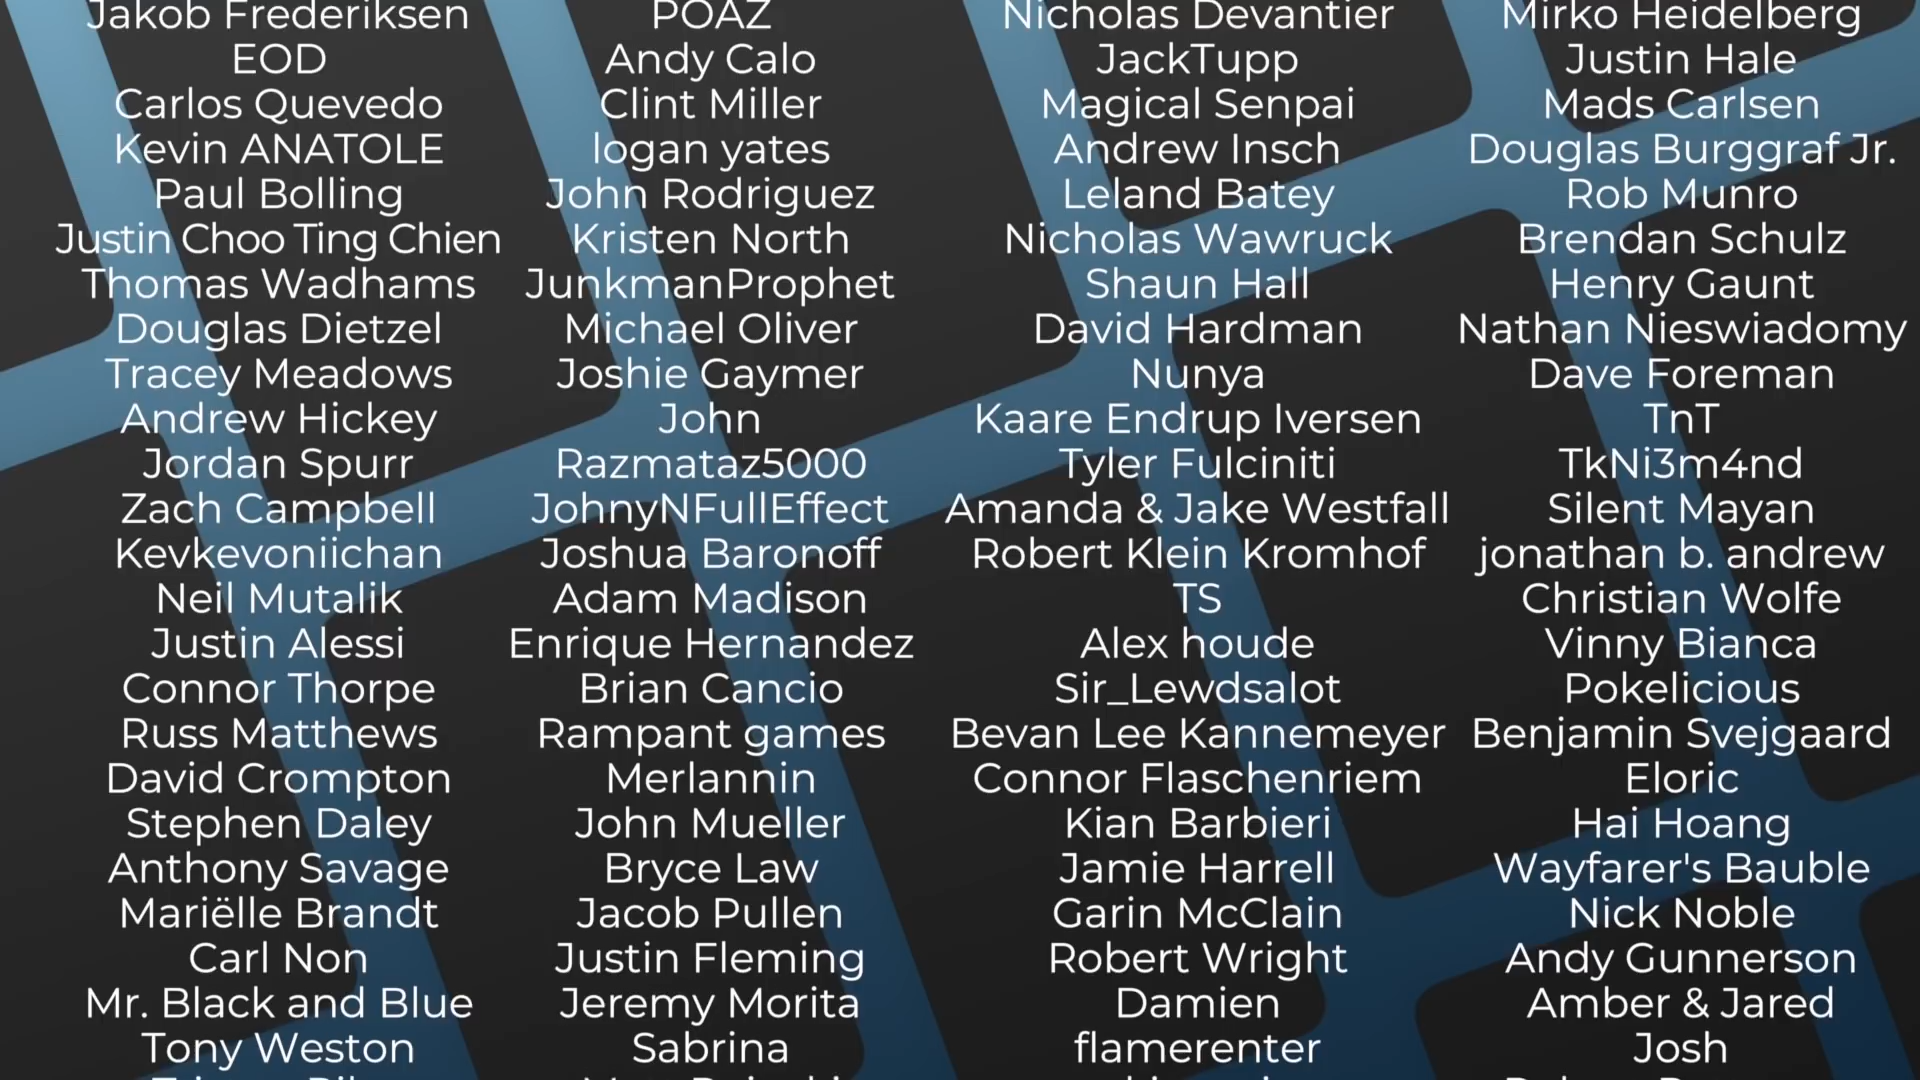 Jakob Frederiksen
EOD
Carlos Quevedo
Kevin ANATOLE
Paul Bolling
Justin Choo Ting Chien
Thomas Wadhams
Douglas Dietzel
Tracey Meadows
Andrew Hickey
Jordan Spurr
Zach Campbell
Kevkevoniichan
Neil Mutalik
Justin Alessi
Connor Thorpe
Russ Matthews
David Crompton
Stephen Daley
Anthony Savage
Mariëlle Brandt
Carl Non
Mr. Black and Blue
Tony Weston
POAZ
Andy Calo
Clint Miller
logan yates
John Rodriguez
Kristen North
JunkmanProphet
Michael Oliver
Joshie Gaymer
John
Razmataz5000
JohnyNFullEffect
Joshua Baronoff
Adam Madison
Enrique Hernandez
Brian Cancio
Rampant games
Merlannin
John Mueller
Bryce Law
Jacob Pullen
Justin Fleming
Jeremy Morita
Sabrina
Nicholas Devantier
JackTupp
Magical Senpai
Andrew Insch
Leland Batey
Nicholas Wawruck
Shaun Hall
David Hardman
Nunya
Kaare Endrup Iversen
Tyler Fulciniti
Amanda & Jake Westfall
Robert Klein Kromhof
TS
Alex houde
Sir_Lewdsalot
Bevan Lee Kannemeyer
Connor Flaschenriem
Kian Barbieri
Jamie Harrell
Garin McClain
Robert Wright
Damien
flamerenter
Mirko Heidelberg
Justin Hale
Mads Carlsen
Douglas Burggraf Jr.
Rob Munro
Brendan Schulz
Henry Gaunt
Nathan Nieswiadomy
Dave Foreman
TnT
TkNi3m4nd
Silent Mayan
jonathan b. andrew
Christian Wolfe
Vinny Bianca
Pokelicious
Benjamin Svejgaard
Eloric
Hai Hoang
Wayfarer's Bauble
Nick Noble
Andy Gunnerson
Amber & Jared
Josh